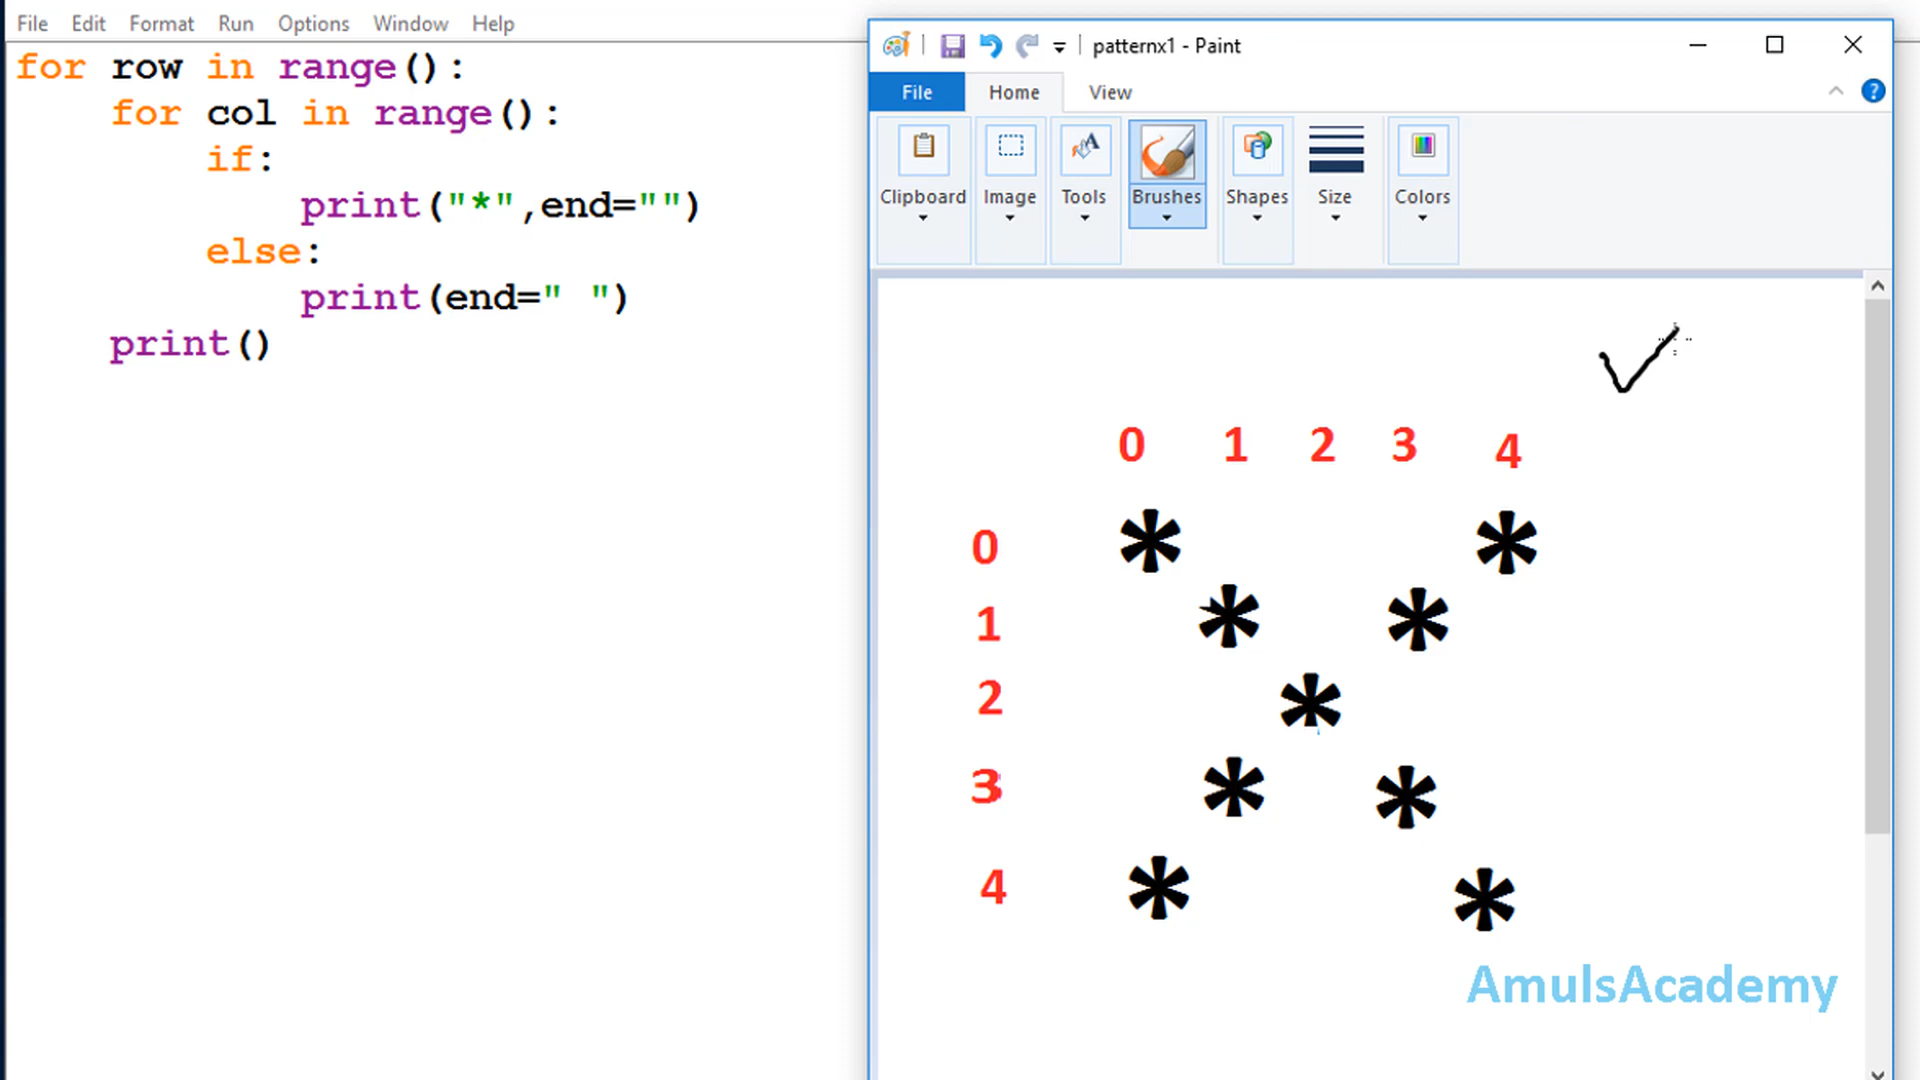 File Edit Format Run Options Window Help
for row in range():
for col in range():
if:
print("*",end="")
else:
print(end=" ")
print()
patternx1 - Paint
File Home View
Clipboard Image Tools Brushes Shapes Size Colors
0 1 2 3 4
0 * *
1 * *
2 *
3 * *
4 * *
AmulsAcademy